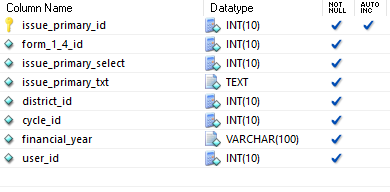 Column Name Datatype NOT NULL AUTO INC
issue_primary_id INT(10)
form_1_4_id INT(10)
issue_primary_select INT(10)
issue_primary_txt TEXT
district_id INT(10)
cycle_id INT(10)
financial_year VARCHAR(100)
user_id INT(10)